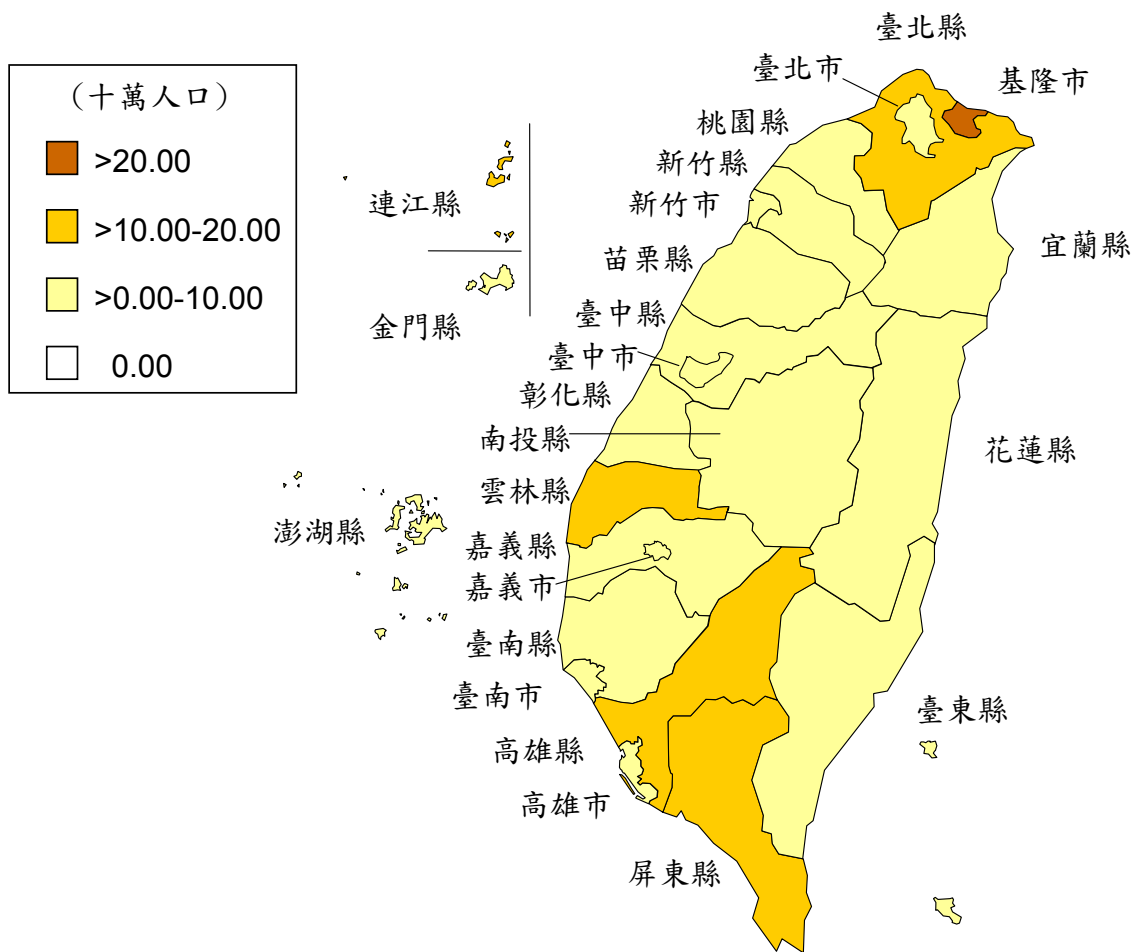 (十萬人口)
>20.00
>10.00-20.00
>0.00-10.00
0.00
臺北縣
臺北市
基隆市
桃園縣
新竹縣
新竹市
連江縣
苗栗縣
宜蘭縣
金門縣
臺中縣
臺中市
彰化縣
南投縣
花蓮縣
雲林縣
澎湖縣
嘉義縣
嘉義市
臺南縣
臺南市
臺東縣
高雄縣
高雄市
屏東縣